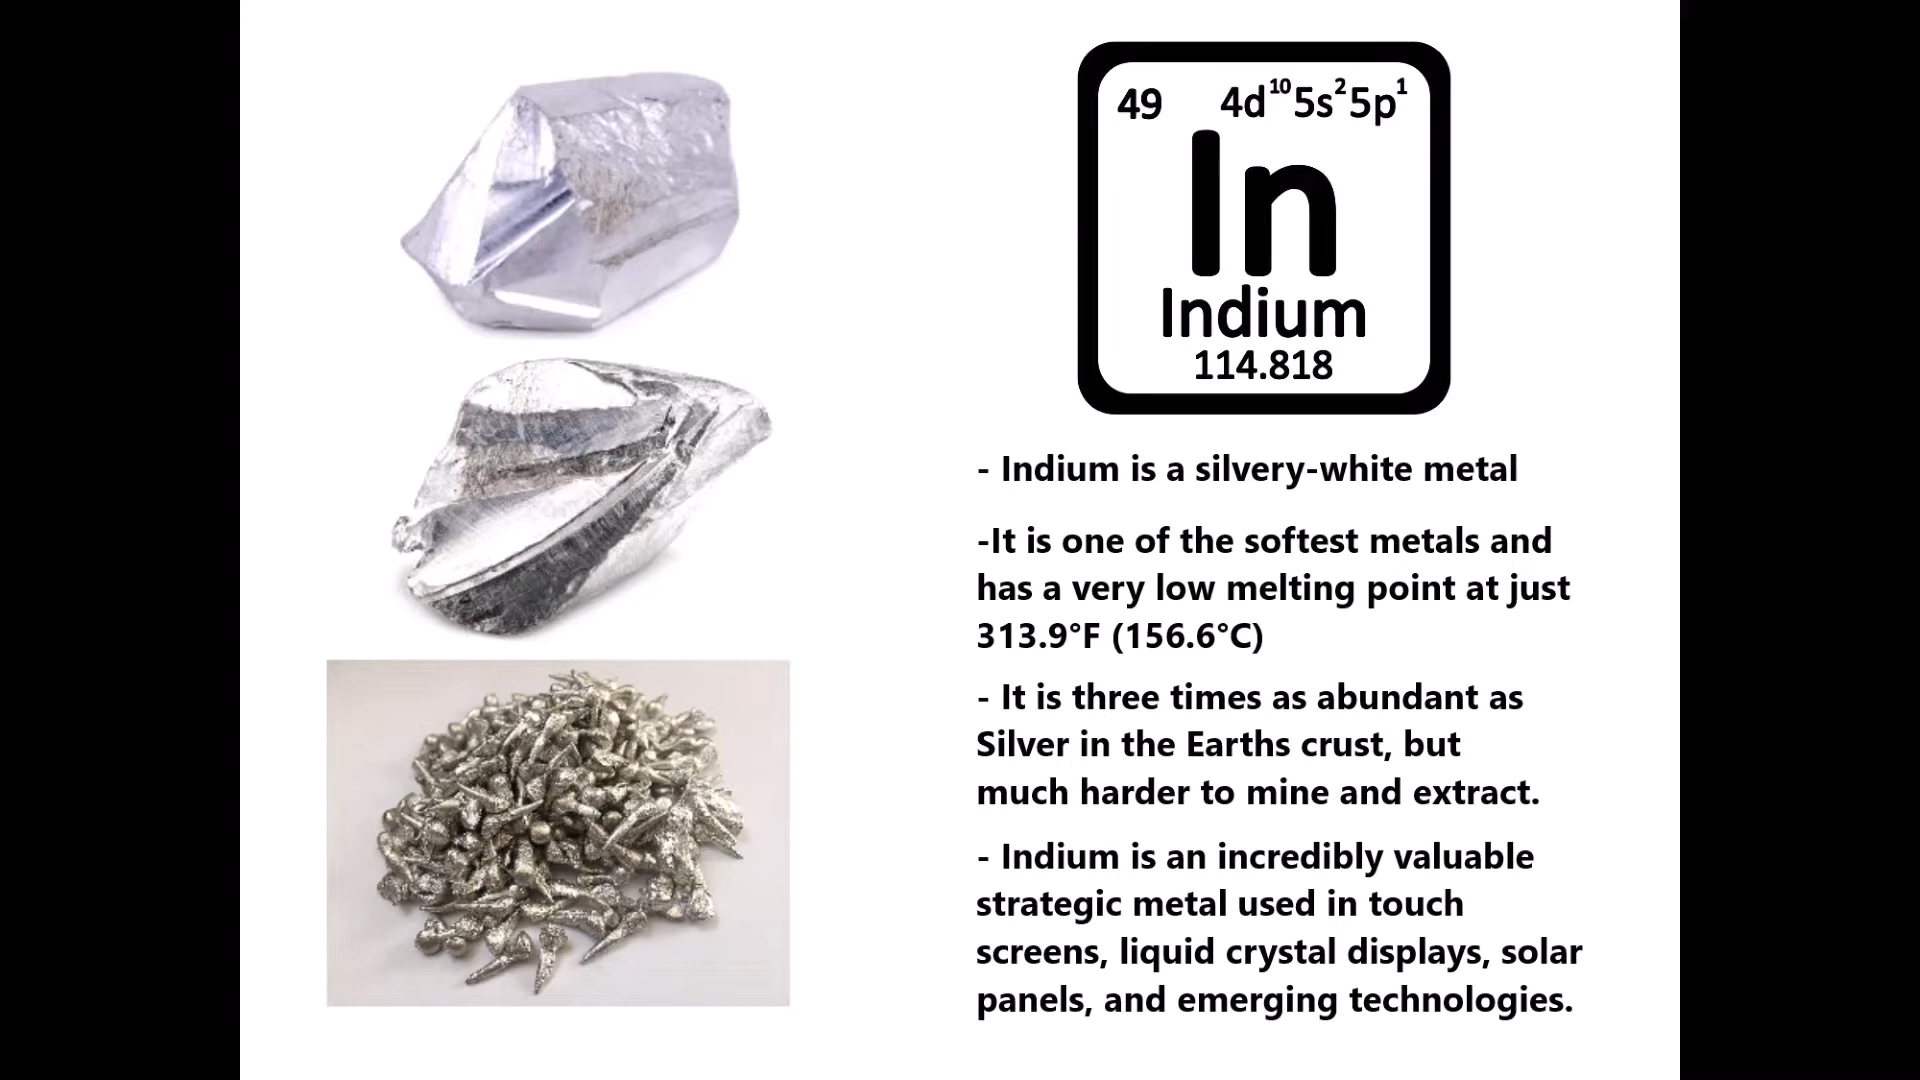 49 4d¹⁰5s²5p¹
In
Indium
114.818
- Indium is a silvery-white metal
-It is one of the softest metals and
has a very low melting point at just
313.9°F (156.6°C)
- It is three times as abundant as
Silver in the Earths crust, but
much harder to mine and extract.
- Indium is an incredibly valuable
strategic metal used in touch
screens, liquid crystal displays, solar
panels, and emerging technologies.